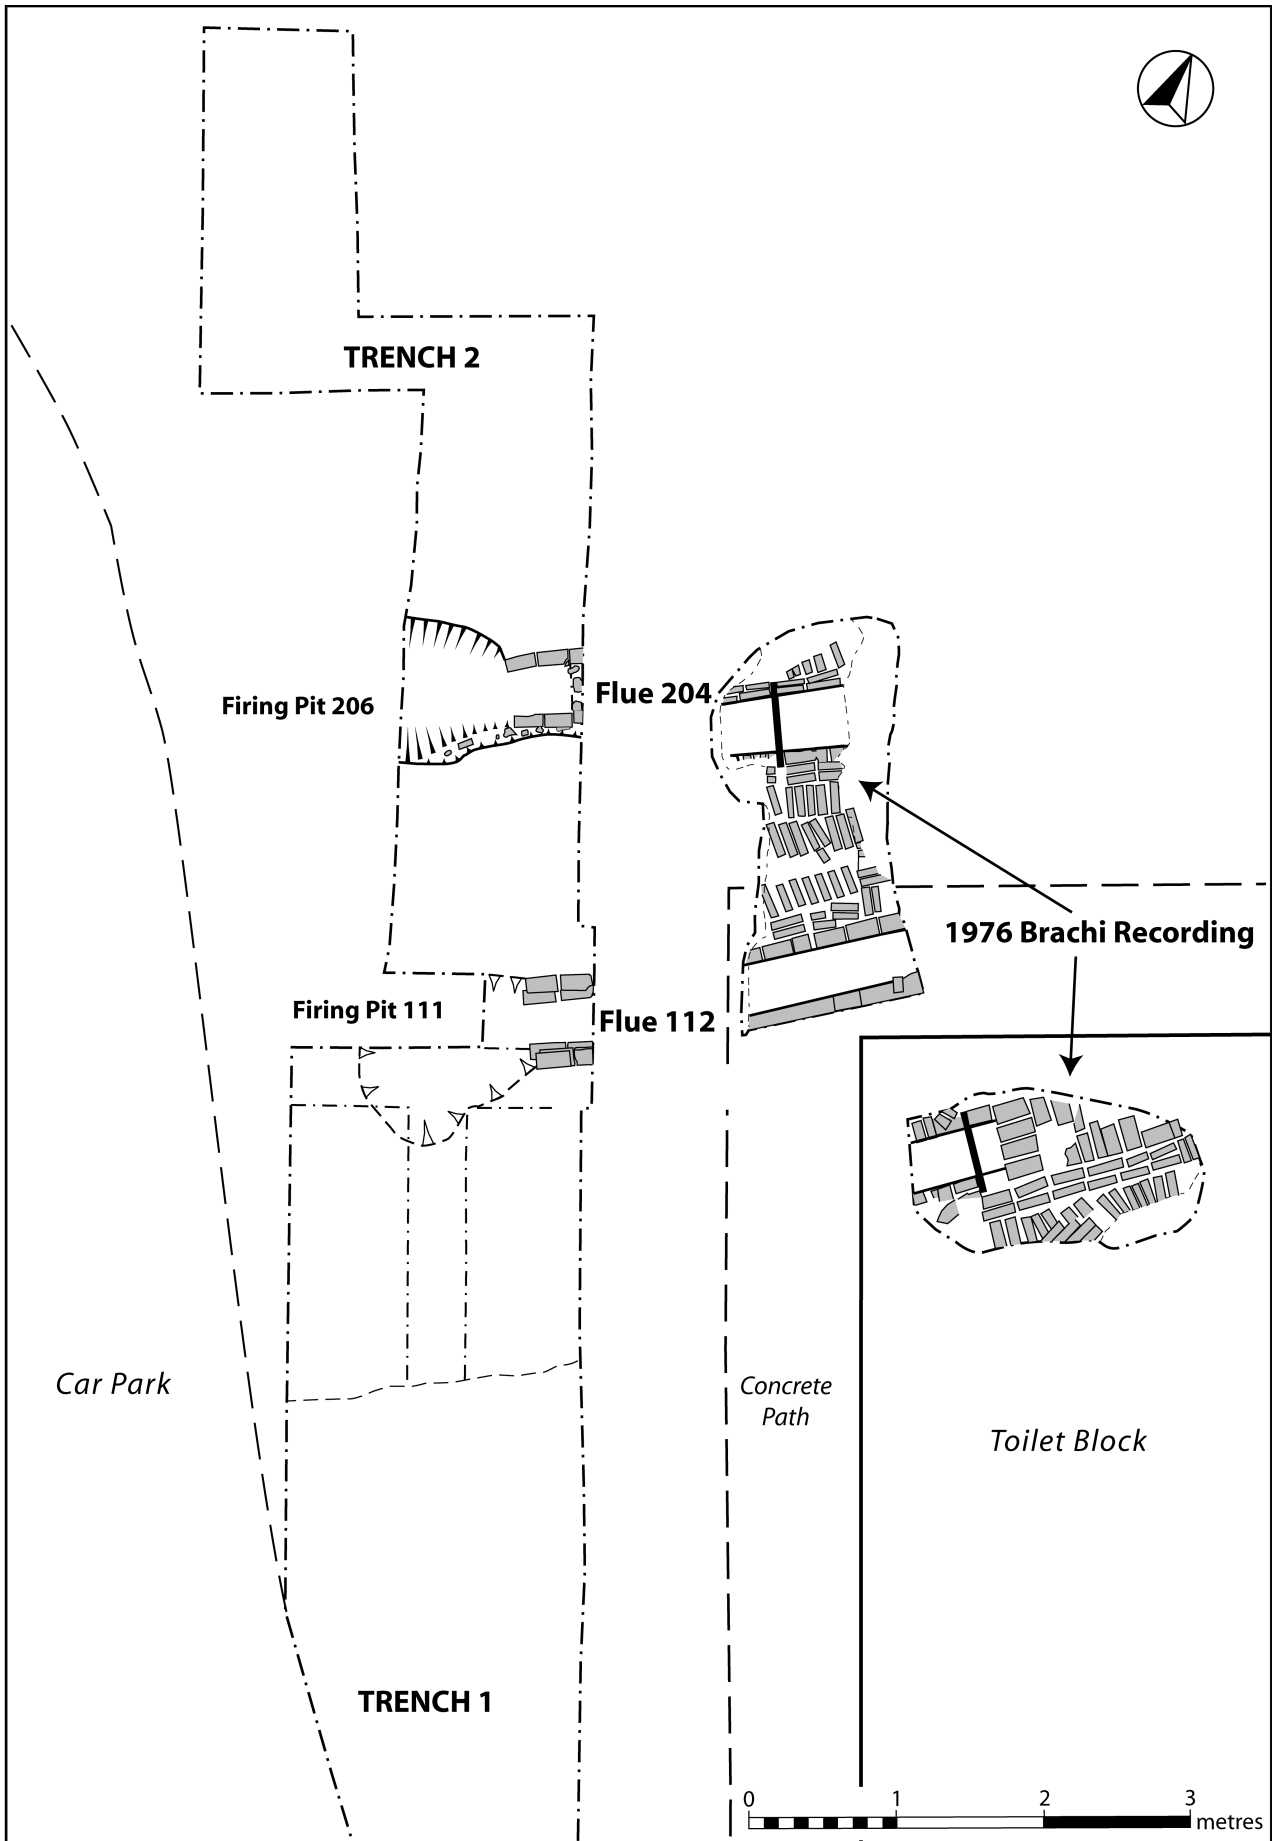 TRENCH 2
Firing Pit 206
Flue 204
1976 Brachi Recording
Firing Pit 111
Flue 112
Car Park
Concrete
Path
Toilet Block
TRENCH 1
0 1 2 3
metres